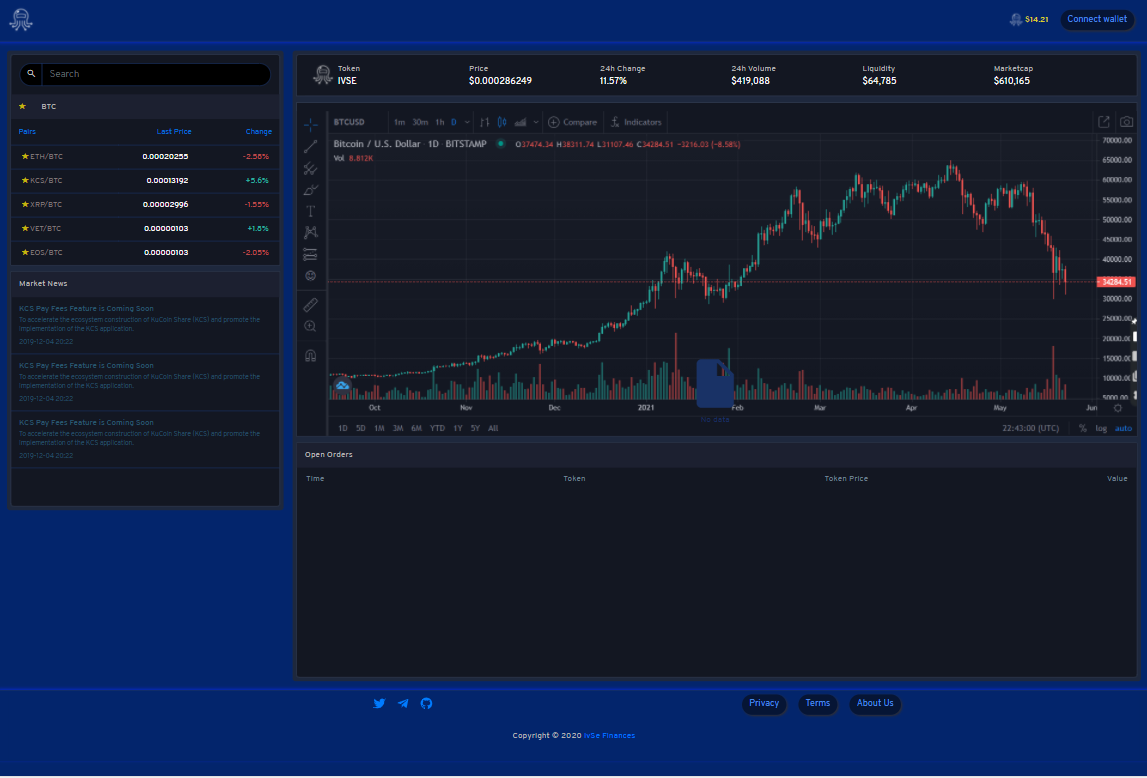 $14.21 Connect wallet
Search
BTC
Pairs Last Price Change
ETH/BTC 0.00020255 -2.58%
KCS/BTC 0.00013192 +5.6%
XRP/BTC 0.00002996 -1.55%
VET/BTC 0.00000103 +1.8%
EOS/BTC 0.00000103 -2.05%
Market News
KCS Pay Fees Feature is Coming Soon
To accelerate the ecosystem construction of KuCoin Share (KCS) and promote the
implementation of the KCS application.
2019-12-04 20:22
KCS Pay Fees Feature is Coming Soon
To accelerate the ecosystem construction of KuCoin Share (KCS) and promote the
implementation of the KCS application.
2019-12-04 20:22
KCS Pay Fees Feature is Coming Soon
To accelerate the ecosystem construction of KuCoin Share (KCS) and promote the
implementation of the KCS application.
2019-12-04 20:22
Token Price 24h Change 24h Volume Liquidity Marketcap
IVSE $0.000286249 11.57% $419,088 $64,785 $610,165
BTCUSD 1m 30m 1h D Compare Indicators
Bitcoin / U.S. Dollar 1D BITSTAMP O37474.34 H38311.74 L31107.46 C34284.51 -3216.03 (-8.58%)
Vol 8.812K
70000.00
65000.00
60000.00
55000.00
50000.00
45000.00
40000.00
34284.51
30000.00
25000.00
20000.00
15000.00
10000.00
5000.00
No data
Oct Nov Dec 2021 Feb Mar Apr May Jun
1D 5D 1M 3M 6M YTD 1Y 5Y All 22:43:00 (UTC) % log auto
Open Orders
Time Token Token Price Value
Privacy Terms About Us
Copyright © 2020 IvSe Finances